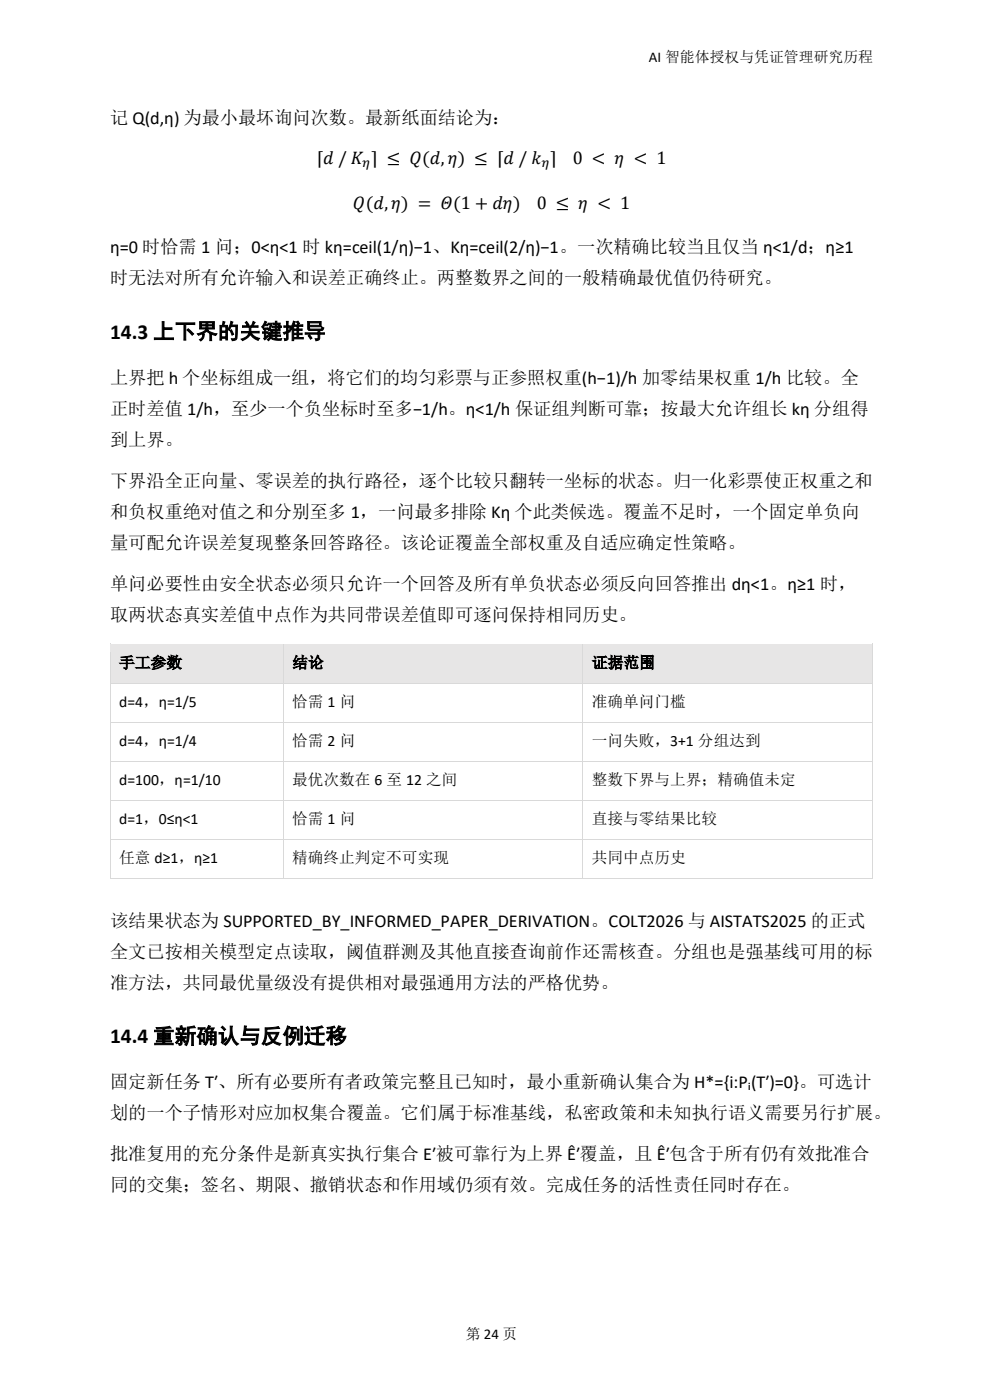 AI 智能体授权与凭证管理研究历程
记 Q(d,η) 为最小最坏询问次数。最新纸面结论为：
⌈d / Kη⌉ ≤ Q(d, η) ≤ ⌈d / kη⌉ 0 < η < 1
Q(d, η) = Θ(1 + dη) 0 ≤ η < 1
η=0 时恰需 1 问；0<η<1 时 kη=ceil(1/η)−1、Kη=ceil(2/η)−1。一次精确比较当且仅当 η<1/d；η≥1
时无法对所有允许输入和误差正确终止。两整数界之间的一般精确最优值仍待研究。
14.3 上下界的关键推导
上界把 h 个坐标组成一组，将它们的均匀彩票与正参照权重(h−1)/h 加零结果权重 1/h 比较。全
正时差值 1/h，至少一个负坐标时至多−1/h。η<1/h 保证组判断可靠；按最大允许组长 kη 分组得
到上界。
下界沿全正向量、零误差的执行路径，逐个比较只翻转一坐标的状态。归一化彩票使正权重之和
和负权重绝对值之和分别至多 1，一问最多排除 Kη 个此类候选。覆盖不足时，一个固定单负向
量可配允许误差复现整条回答路径。该论证覆盖全部权重及自适应确定性策略。
单问必要性由安全状态必须只允许一个回答及所有单负状态必须反向回答推出 dη<1。η≥1 时，
取两状态真实差值中点作为共同带误差值即可逐问保持相同历史。
手工参数 结论 证据范围
d=4，η=1/5 恰需 1 问 准确单问门槛
d=4，η=1/4 恰需 2 问 一问失败，3+1 分组达到
d=100，η=1/10 最优次数在 6 至 12 之间 整数下界与上界；精确值未定
d=1，0≤η<1 恰需 1 问 直接与零结果比较
任意 d≥1，η≥1 精确终止判定不可实现 共同中点历史
该结果状态为 SUPPORTED_BY_INFORMED_PAPER_DERIVATION。COLT2026 与 AISTATS2025 的正式
全文已按相关模型定点读取，阈值群测及其他直接查询前作还需核查。分组也是强基线可用的标
准方法，共同最优量级没有提供相对最强通用方法的严格优势。
14.4 重新确认与反例迁移
固定新任务 T′、所有必要所有者政策完整且已知时，最小重新确认集合为 H*={i:Pᵢ(T′)=0}。可选计
划的一个子情形对应加权集合覆盖。它们属于标准基线，私密政策和未知执行语义需要另行扩展。
批准复用的充分条件是新真实执行集合 E′被可靠行为上界 Ê′覆盖，且 Ê′包含于所有仍有效批准合
同的交集；签名、期限、撤销状态和作用域仍须有效。完成任务的活性责任同时存在。
第 24 页